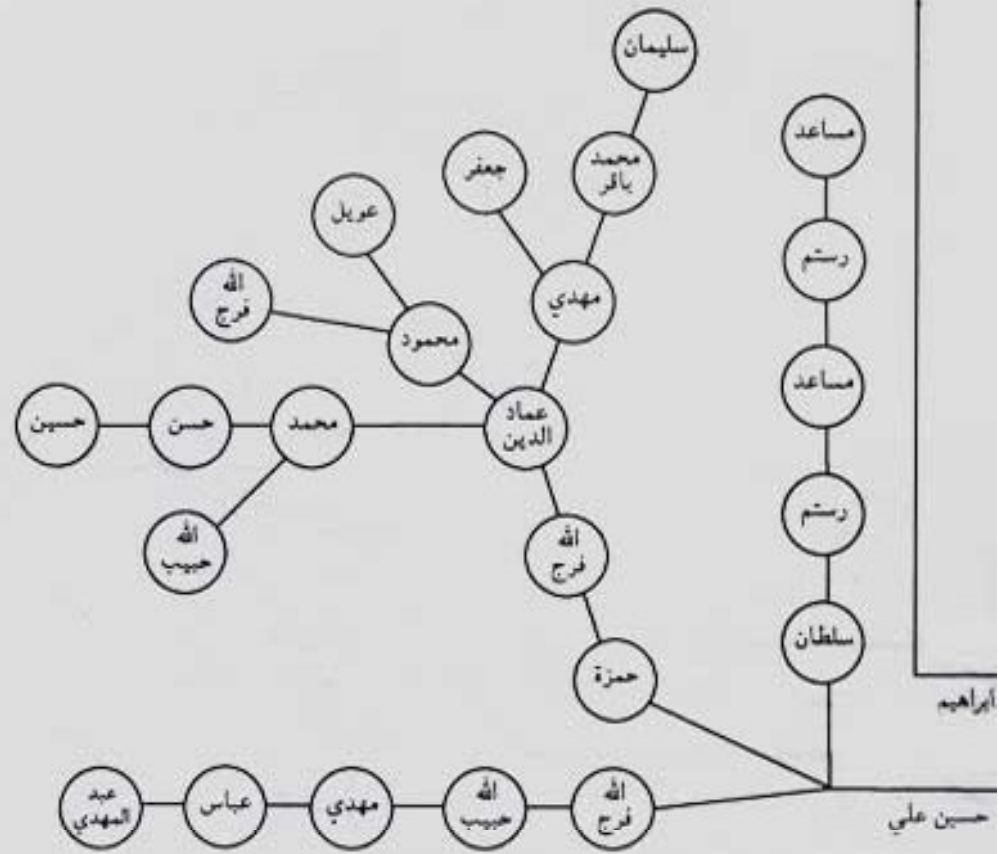 سليمان
مساعد
محمد
باقر
جعفر
عويل
رستم
الله
فرج
مهدي
محمود
مساعد
عماد
الدين
محمد
حسن
حسين
رستم
الله
حبيب
الله
فرج
سلطان
حمزة
ابراهيم
الله
فرج
الله
حبيب
مهدي
عباس
عبد
المهدي
حسين علي